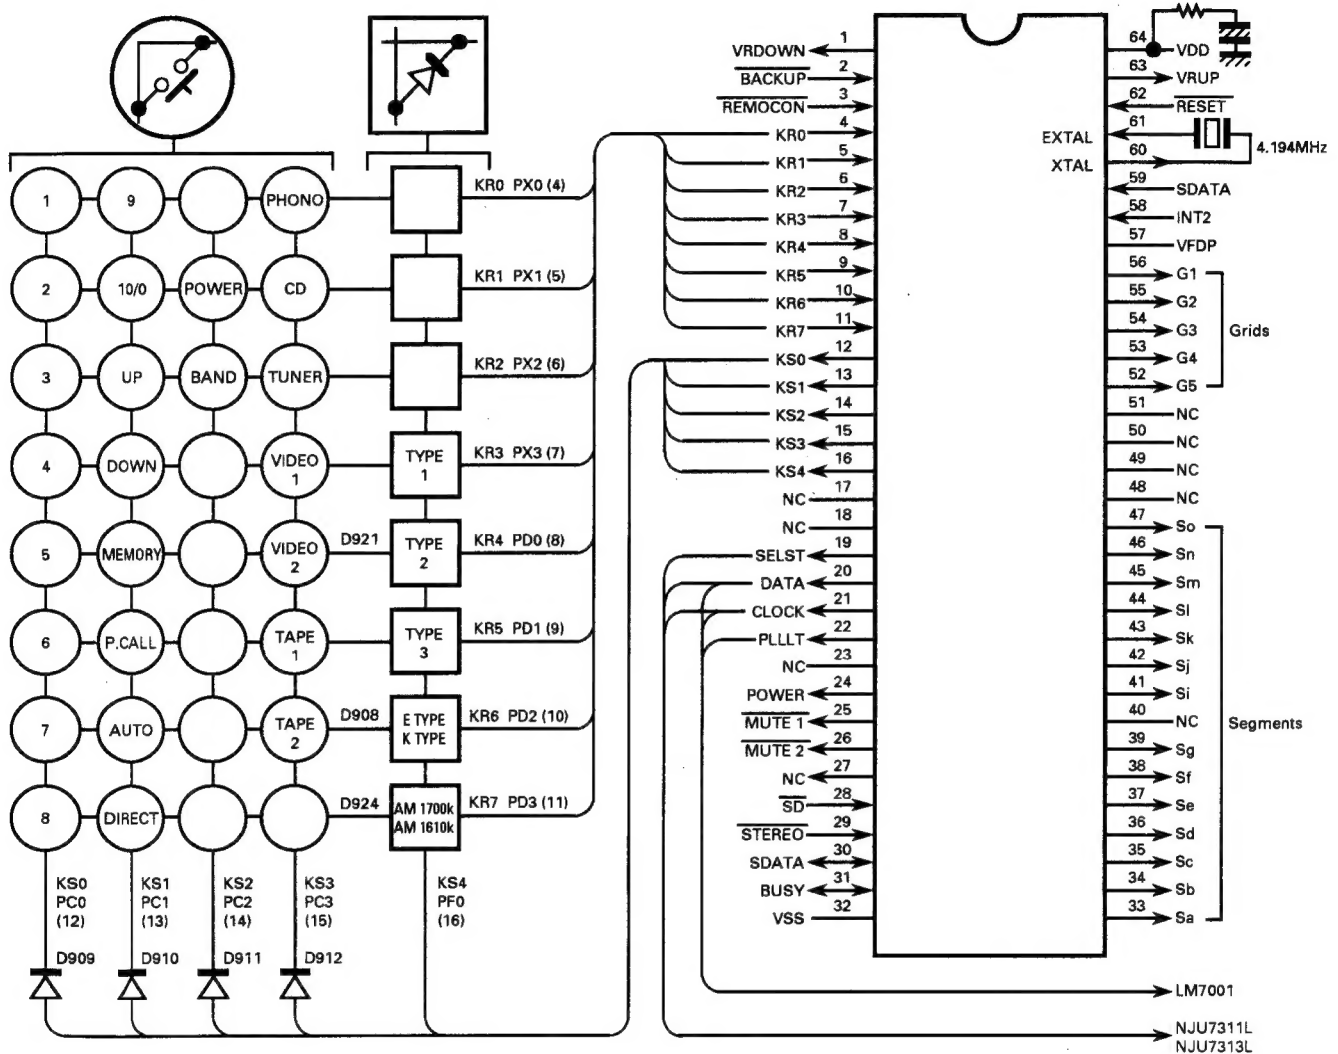 1 9 PHONO KR0 PX0 (4)
2 10/0 POWER CD KR1 PX1 (5)
3 UP BAND TUNER KR2 PX2 (6)
4 DOWN VIDEO 1 TYPE 1 KR3 PX3 (7)
5 MEMORY VIDEO 2 D921 TYPE 2 KR4 PD0 (8)
6 P.CALL TAPE 1 TYPE 3 KR5 PD1 (9)
7 AUTO TAPE 2 D908 E TYPE K TYPE KR6 PD2 (10)
8 DIRECT D924 AM 1700k AM 1610k KR7 PD3 (11)
KS0 KS1 KS2 KS3 KS4
PC0 PC1 PC2 PC3 PF0
(12) (13) (14) (15) (16)
D909 D910 D911 D912
VRDOWN 1
BACKUP 2
REMOCON 3
KR0 4
KR1 5
KR2 6
KR3 7
KR4 8
KR5 9
KR6 10
KR7 11
KS0 12
KS1 13
KS2 14
KS3 15
KS4 16
NC 17
NC 18
SELST 19
DATA 20
CLOCK 21
PLLLT 22
NC 23
POWER 24
MUTE 1 25
MUTE 2 26
NC 27
SD 28
STEREO 29
SDATA 30
BUSY 31
VSS 32
64 VDD
63 VRUP
62 RESET
EXTAL 61
XTAL 60
4.194MHz
59 SDATA
58 INT2
57 VFDP
56 G1
55 G2
54 G3
Grids
53 G4
52 G5
51 NC
50 NC
49 NC
48 NC
47 So
46 Sn
45 Sm
44 Sl
43 Sk
42 Sj
41 Si
40 NC
Segments
39 Sg
38 Sf
37 Se
36 Sd
35 Sc
34 Sb
33 Sa
LM7001
NJU7311L
NJU7313L